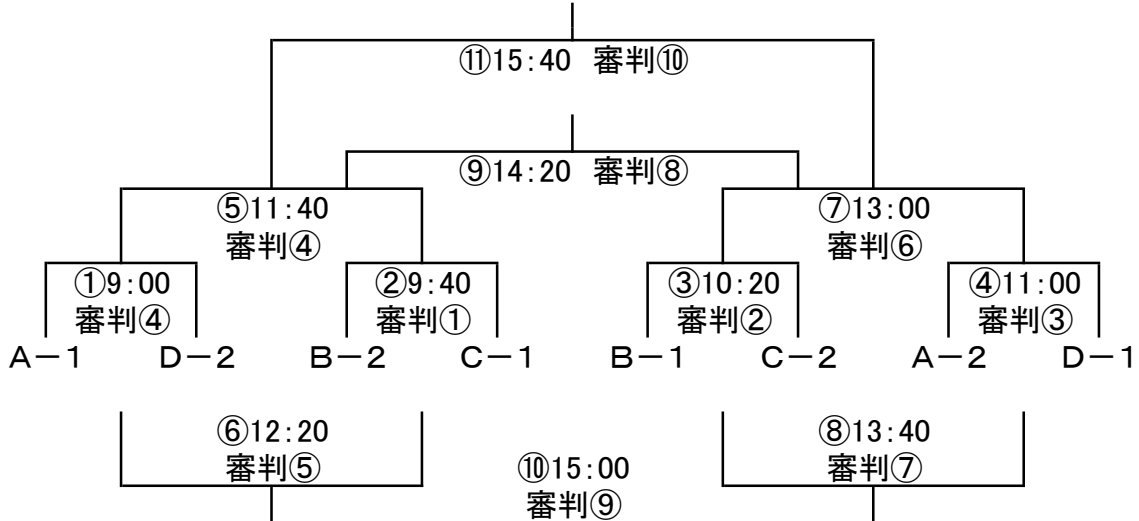 ⑪15:40 審判⑩
⑨14:20 審判⑧
⑤11:40
審判④
⑦13:00
審判⑥
①9:00
審判④
②9:40
審判①
③10:20
審判②
④11:00
審判③
A-1 D-2 B-2 C-1 B-1 C-2 A-2 D-1
⑥12:20
審判⑤
⑧13:40
審判⑦
⑩15:00
審判⑨